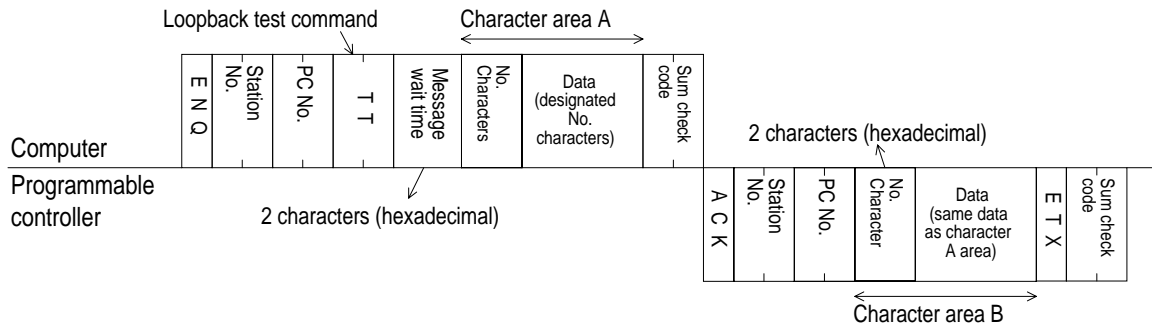 Loopback test command
Character area A
E N Q
Station
No.
PC No.
T T
Message
wait time
No.
Characters
Data
(designated
No.
characters)
Sum check
code
Computer
2 characters (hexadecimal)
Programmable
controller
2 characters (hexadecimal)
A C K
Station
No.
PC No.
No.
Character
Data
(same data
as character
A area)
E T X
Sum check
code
Character area B